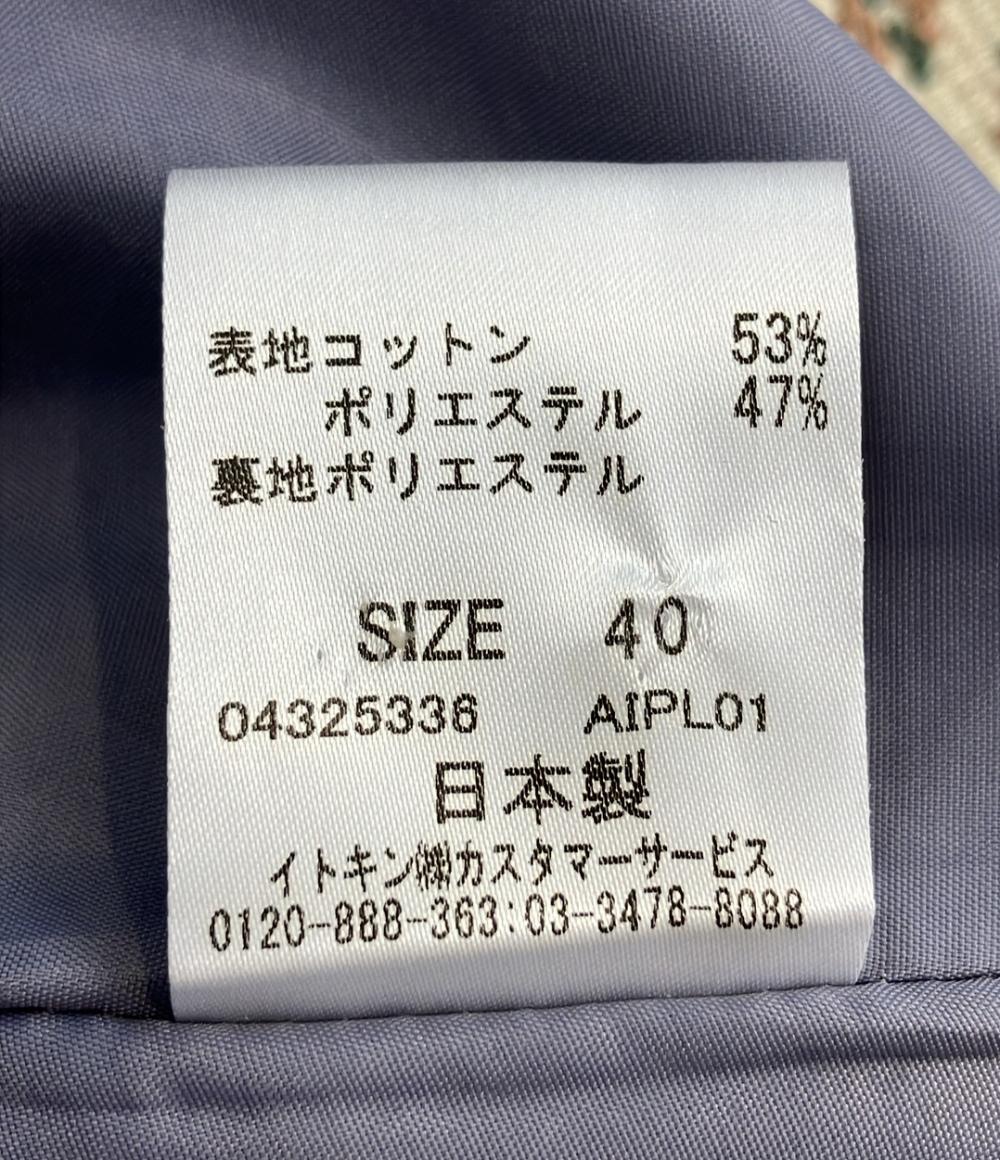 表地コットン 53%
ポリエステル 47%
裏地ポリエステル
SIZE 40
04325336 AIPL01
日本製
イトキン㈱カスタマーサービス
0120-888-363:03-3478-8088